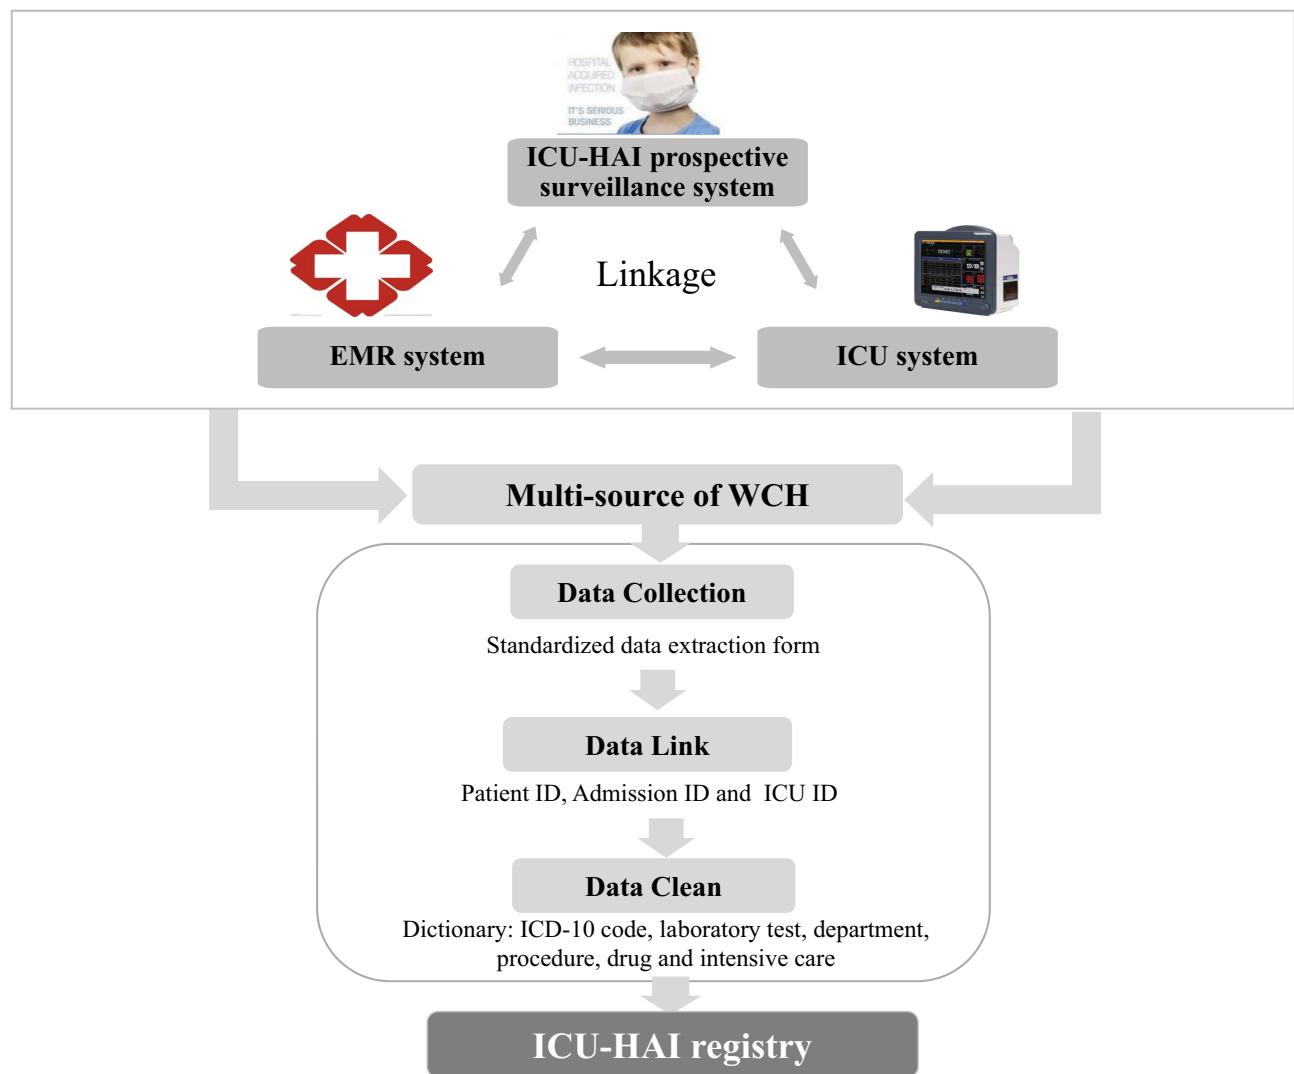 HOSPITAL
ACQUIRED
INFECTION
IT'S SERIOUS
BUSINESS
ICU-HAI prospective
surveillance system
Linkage
EMR system
ICU system
Multi-source of WCH
Data Collection
Standardized data extraction form
Data Link
Patient ID, Admission ID and ICU ID
Data Clean
Dictionary: ICD-10 code, laboratory test, department,
procedure, drug and intensive care
ICU-HAI registry